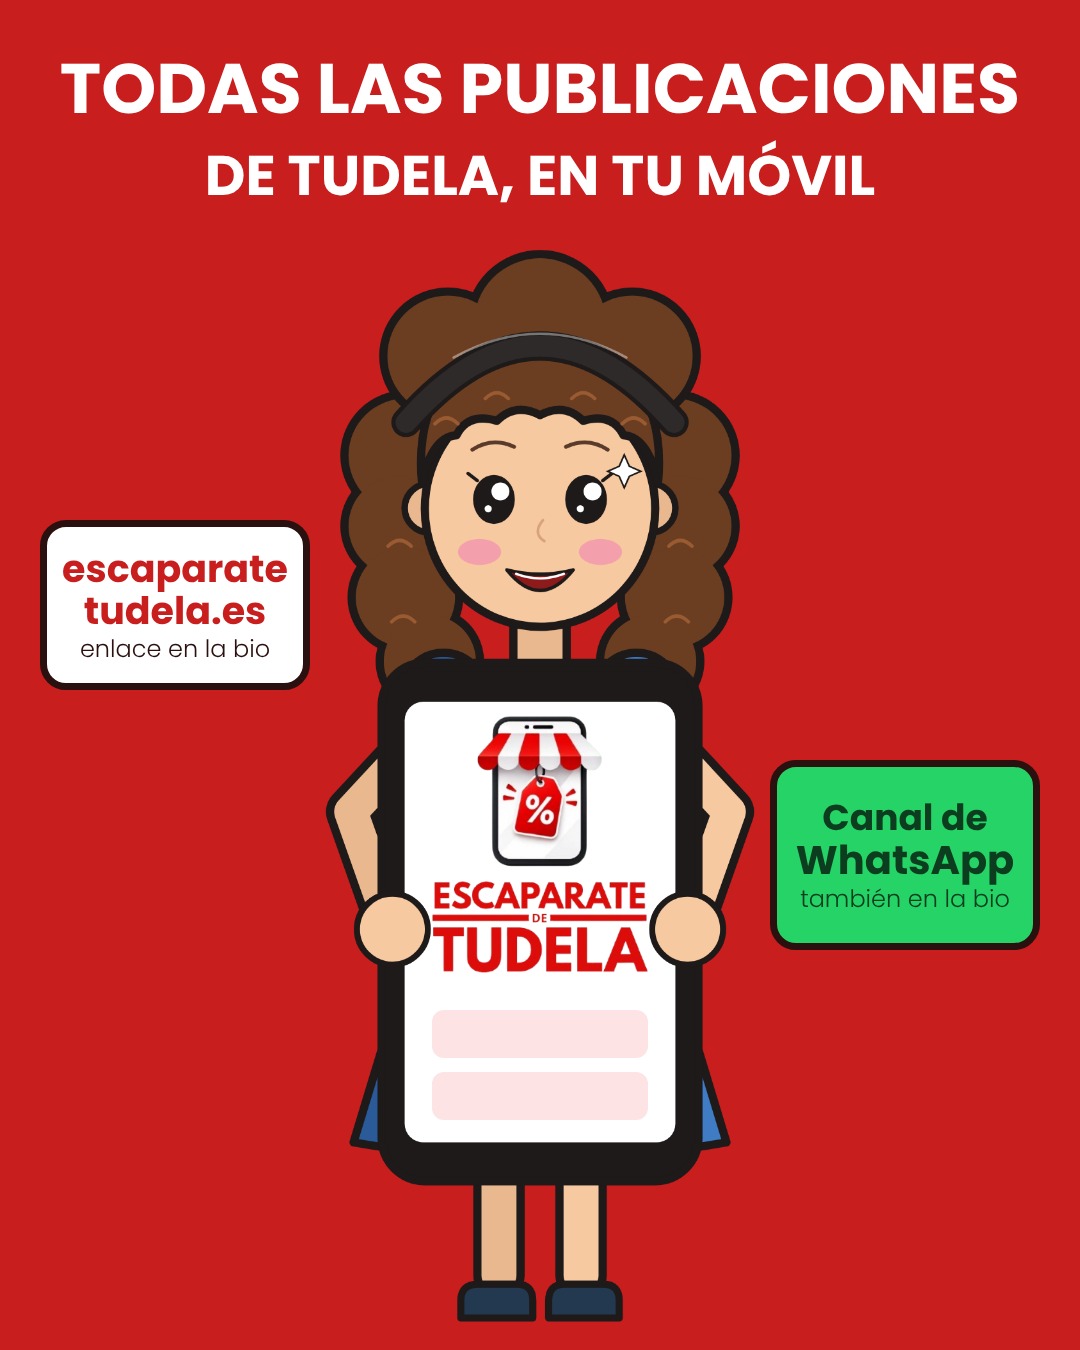 TODAS LAS PUBLICACIONES
DE TUDELA, EN TU MÓVIL
escaparate
tudela.es
enlace en la bio
%
ESCAPARATE
DE
TUDELA
Canal de
WhatsApp
también en la bio